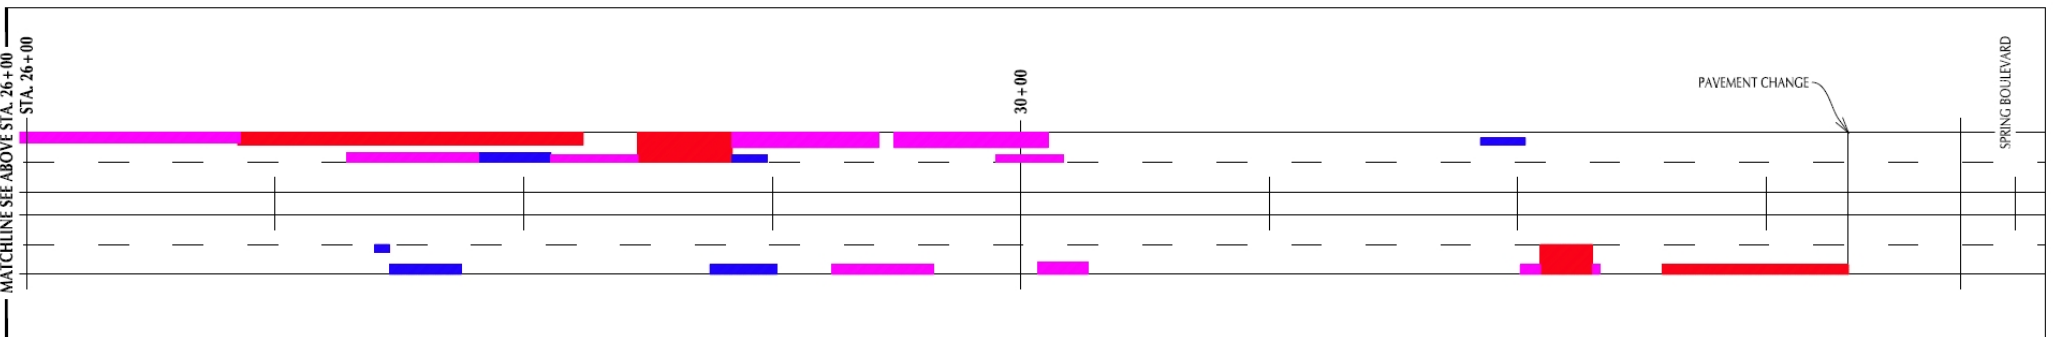 MATCHLINE SEE ABOVE STA. 26+00
STA. 26+00
30+00
PAVEMENT CHANGE
SPRING BOULEVARD